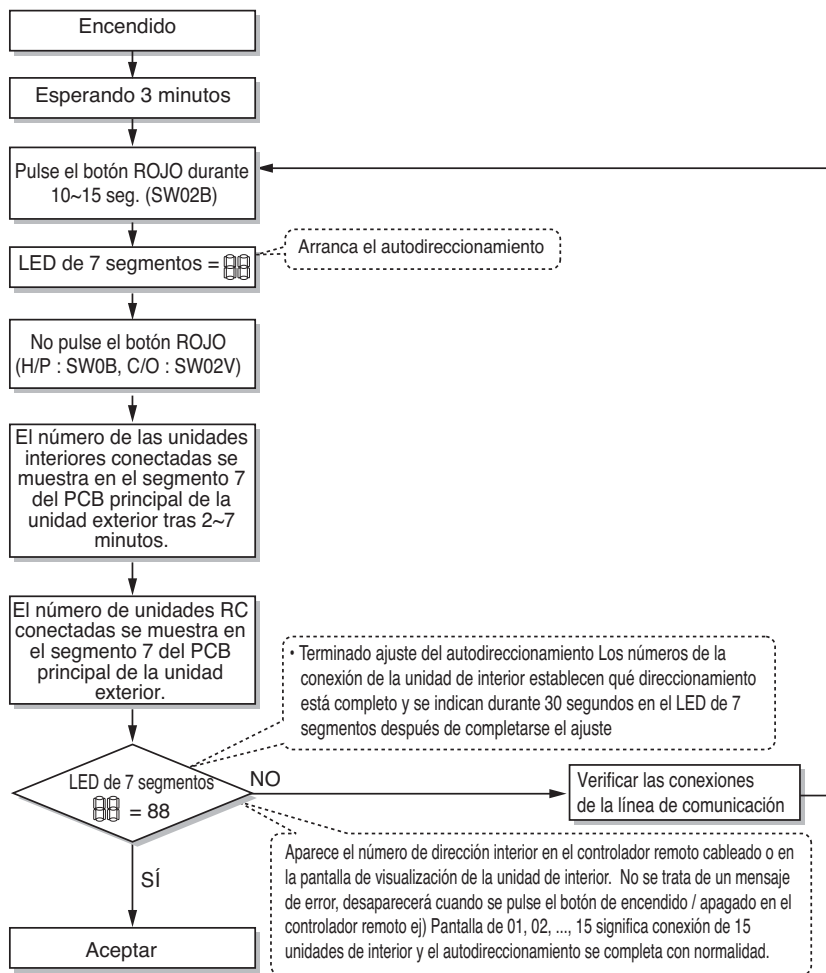 Encendido
Esperando 3 minutos
Pulse el botón ROJO durante
10~15 seg. (SW02B)
LED de 7 segmentos = 88
Arranca el autodireccionamiento
No pulse el botón ROJO
(H/P : SW0B, C/O : SW02V)
El número de las unidades
interiores conectadas se
muestra en el segmento 7
del PCB principal de la
unidad exterior tras 2~7
minutos.
El número de unidades RC
conectadas se muestra en
el segmento 7 del PCB
principal de la unidad
exterior.
• Terminado ajuste del autodireccionamiento Los números de la
conexión de la unidad de interior establecen qué direccionamiento
está completo y se indican durante 30 segundos en el LED de 7
segmentos después de completarse el ajuste
LED de 7 segmentos
88 = 88
NO
Verificar las conexiones
de la línea de comunicación
SÍ
Aparece el número de dirección interior en el controlador remoto cableado o en
la pantalla de visualización de la unidad de interior. No se trata de un mensaje
de error, desaparecerá cuando se pulse el botón de encendido / apagado en el
controlador remoto ej) Pantalla de 01, 02, ..., 15 significa conexión de 15
unidades de interior y el autodireccionamiento se completa con normalidad.
Aceptar